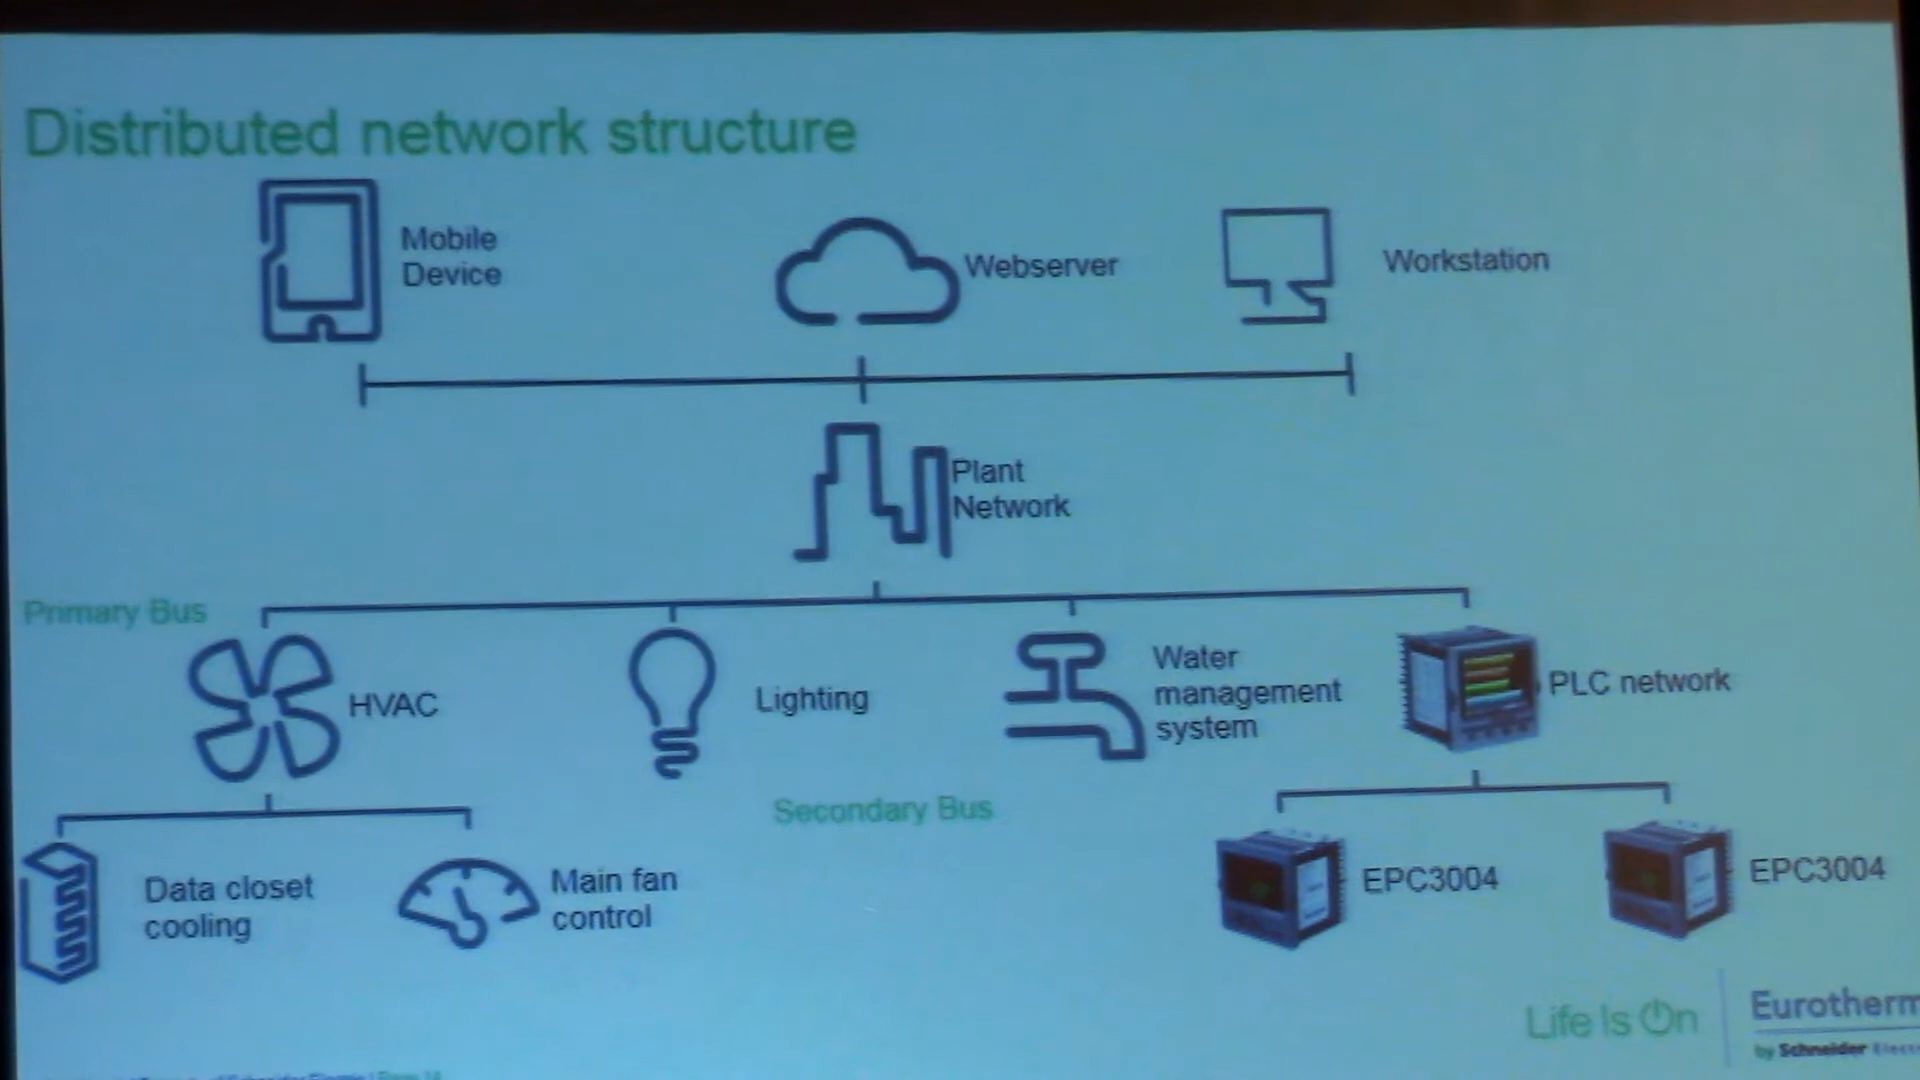 Distributed network structure
Mobile
Device
Webserver
Workstation
Plant
Network
Primary Bus
HVAC
Lighting
Water
management
system
PLC network
Secondary Bus
Data closet
cooling
Main fan
control
EPC3004
EPC3004
Life Is On
Eurotherm
by Schneider